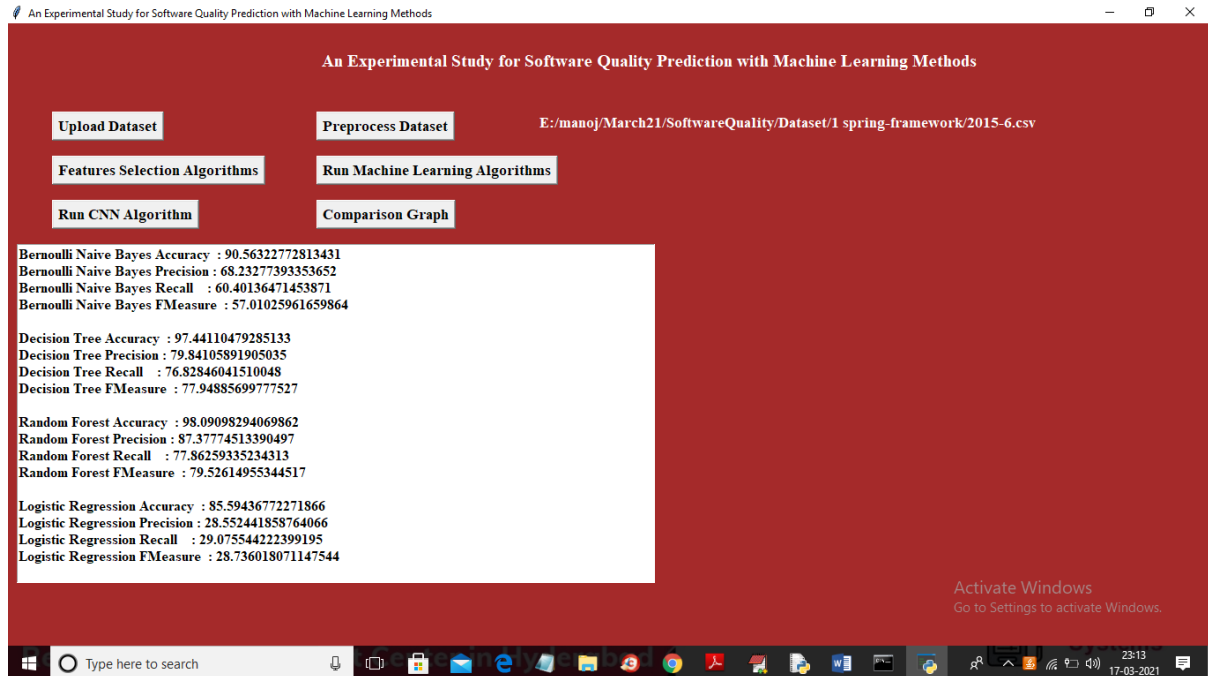 An Experimental Study for Software Quality Prediction with Machine Learning Methods
An Experimental Study for Software Quality Prediction with Machine Learning Methods
Upload Dataset
Preprocess Dataset
E:/manoj/March21/SoftwareQuality/Dataset/1 spring-framework/2015-6.csv
Features Selection Algorithms
Run Machine Learning Algorithms
Run CNN Algorithm
Comparison Graph
Bernoulli Naive Bayes Accuracy : 90.56322772813431
Bernoulli Naive Bayes Precision : 68.23277393353652
Bernoulli Naive Bayes Recall : 60.40136471453871
Bernoulli Naive Bayes FMeasure : 57.01025961659864
Decision Tree Accuracy : 97.44110479285133
Decision Tree Precision : 79.84105891905035
Decision Tree Recall : 76.82846041510048
Decision Tree FMeasure : 77.94885699777527
Random Forest Accuracy : 98.09098294069862
Random Forest Precision : 87.37774513390497
Random Forest Recall : 77.86259335234313
Random Forest FMeasure : 79.52614955344517
Logistic Regression Accuracy : 85.59436772271866
Logistic Regression Precision : 28.552441858764066
Logistic Regression Recall : 29.075544222399195
Logistic Regression FMeasure : 28.736018071147544
Activate Windows
Go to Settings to activate Windows.
Type here to search
23:13
17-03-2021